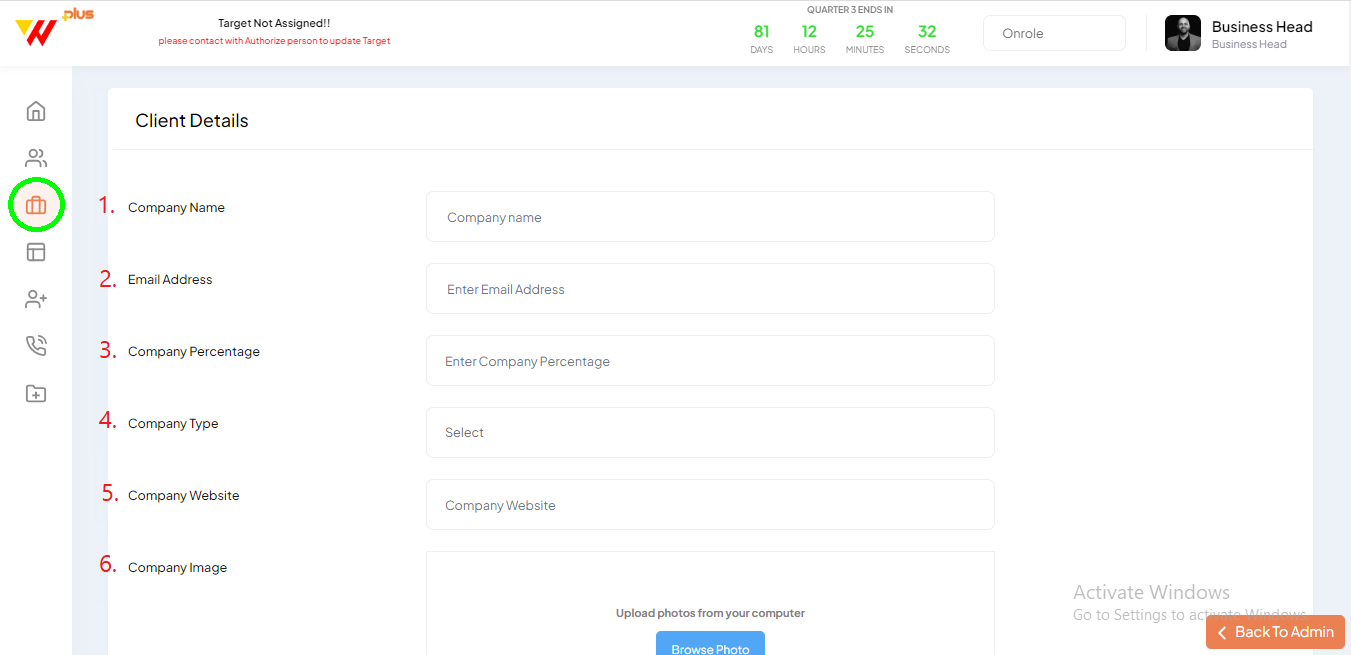 plus
Target Not Assigned!!
please contact with Authorize person to update Target
QUARTER 3 ENDS IN
81 12 25 32
DAYS HOURS MINUTES SECONDS
Onrole
Business Head
Business Head
Client Details
1. Company Name
Company name
2. Email Address
Enter Email Address
3. Company Percentage
Enter Company Percentage
4. Company Type
Select
5. Company Website
Company Website
6. Company Image
Upload photos from your computer
Browse Photo
Activate Windows
Go to Settings to activate Windows.
Back To Admin